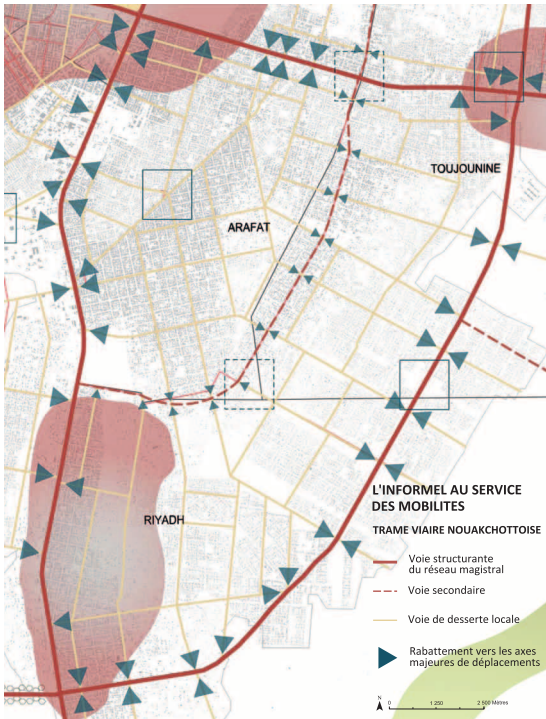 TOUJOUNINE
ARAFAT
RIYADH
L'INFORMEL AU SERVICE
DES MOBILITES
TRAME VIAIRE NOUAKCHOTTOISE
Voie structurante
du réseau magistral
Voie secondaire
Voie de desserte locale
Rabattement vers les axes
majeures de déplacements
N
0 1 250 2 500 Mètres